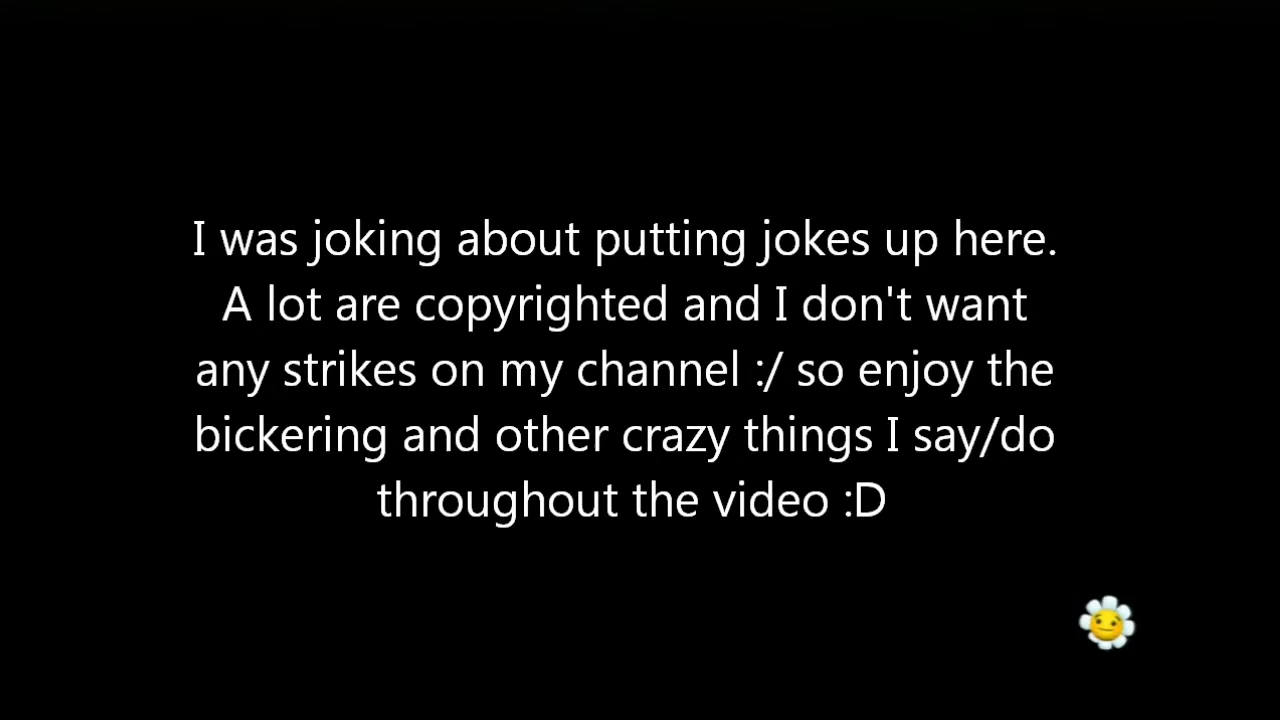 I was joking about putting jokes up here.
A lot are copyrighted and I don't want
any strikes on my channel :/ so enjoy the
bickering and other crazy things I say/do
throughout the video :D